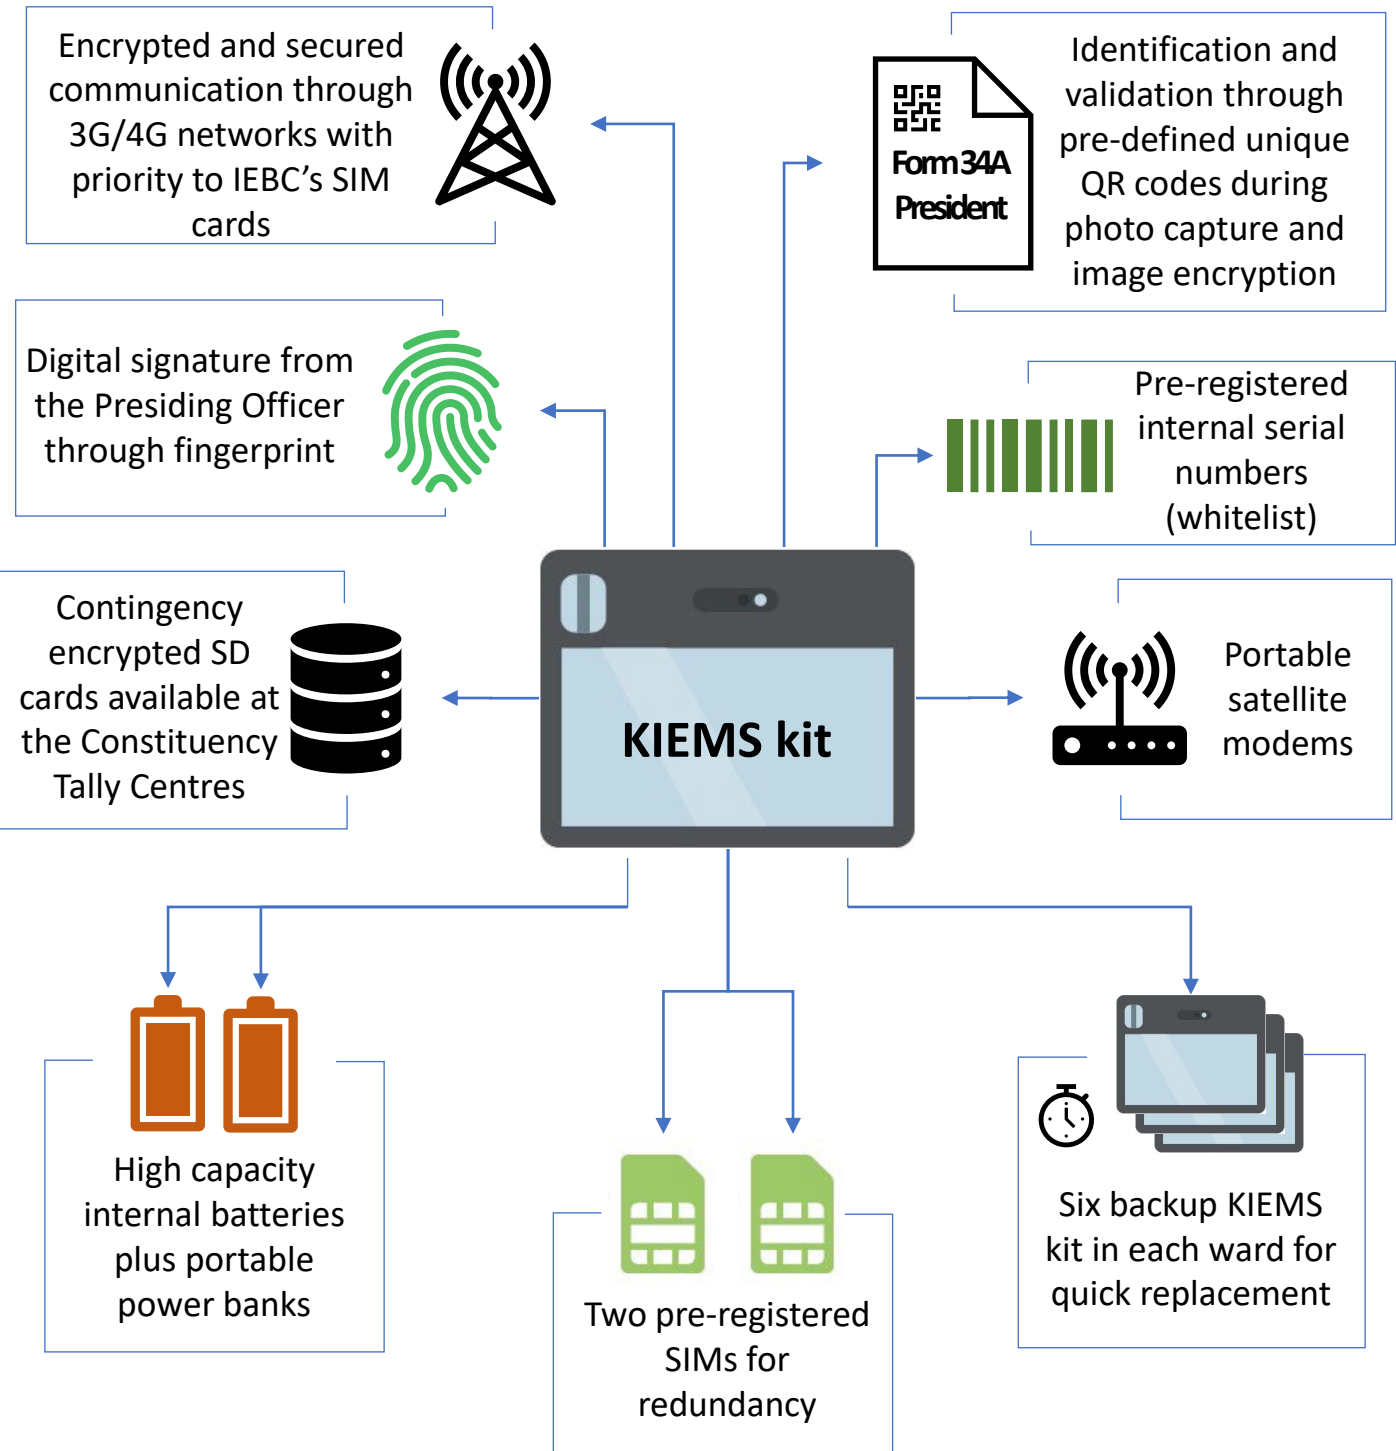 Encrypted and secured
communication through
3G/4G networks with
priority to IEBC’s SIM
cards
Form 34A
President
Identification and
validation through
pre-defined unique
QR codes during
photo capture and
image encryption
Digital signature from
the Presiding Officer
through fingerprint
Pre-registered
internal serial
numbers
(whitelist)
Contingency
encrypted SD
cards available at
the Constituency
Tally Centres
KIEMS kit
Portable
satellite
modems
High capacity
internal batteries
plus portable
power banks
Two pre-registered
SIMs for
redundancy
Six backup KIEMS
kit in each ward for
quick replacement